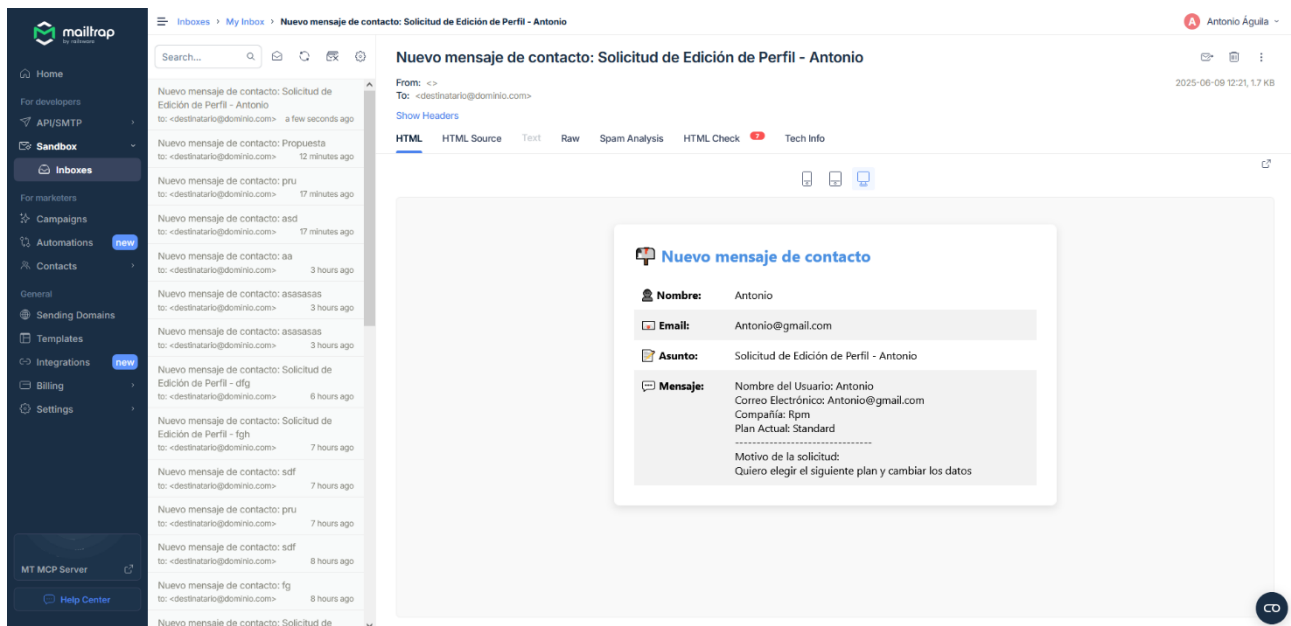 mailtrap
by railsware
Home
For developers
API/SMTP
Sandbox
Inboxes
For marketers
Campaigns
Automations new
Contacts
General
Sending Domains
Templates
Integrations new
Billing
Settings
MT MCP Server
Help Center
Inboxes › My Inbox › Nuevo mensaje de contacto: Solicitud de Edición de Perfil - Antonio
A Antonio Águila
Search...
Nuevo mensaje de contacto: Solicitud de
Edición de Perfil - Antonio
to: <destinatario@dominio.com> a few seconds ago
Nuevo mensaje de contacto: Propuesta
to: <destinatario@dominio.com> 12 minutes ago
Nuevo mensaje de contacto: pru
to: <destinatario@dominio.com> 17 minutes ago
Nuevo mensaje de contacto: asd
to: <destinatario@dominio.com> 17 minutes ago
Nuevo mensaje de contacto: aa
to: <destinatario@dominio.com> 3 hours ago
Nuevo mensaje de contacto: asasasas
to: <destinatario@dominio.com> 3 hours ago
Nuevo mensaje de contacto: asasasas
to: <destinatario@dominio.com> 3 hours ago
Nuevo mensaje de contacto: Solicitud de
Edición de Perfil - dfg
to: <destinatario@dominio.com> 6 hours ago
Nuevo mensaje de contacto: Solicitud de
Edición de Perfil - fgh
to: <destinatario@dominio.com> 7 hours ago
Nuevo mensaje de contacto: sdf
to: <destinatario@dominio.com> 7 hours ago
Nuevo mensaje de contacto: pru
to: <destinatario@dominio.com> 7 hours ago
Nuevo mensaje de contacto: sdf
to: <destinatario@dominio.com> 8 hours ago
Nuevo mensaje de contacto: fg
to: <destinatario@dominio.com> 8 hours ago
Nuevo mensaje de contacto: Solicitud de
Nuevo mensaje de contacto: Solicitud de Edición de Perfil - Antonio
From: <>
2025-06-09 12:21, 1.7 KB
To: <destinatario@dominio.com>
Show Headers
HTML HTML Source Text Raw Spam Analysis HTML Check 7 Tech Info
Nuevo mensaje de contacto
Nombre: Antonio
Email: Antonio@gmail.com
Asunto: Solicitud de Edición de Perfil - Antonio
Mensaje: Nombre del Usuario: Antonio
Correo Electrónico: Antonio@gmail.com
Compañía: Rpm
Plan Actual: Standard
--------------------------------
Motivo de la solicitud:
Quiero elegir el siguiente plan y cambiar los datos